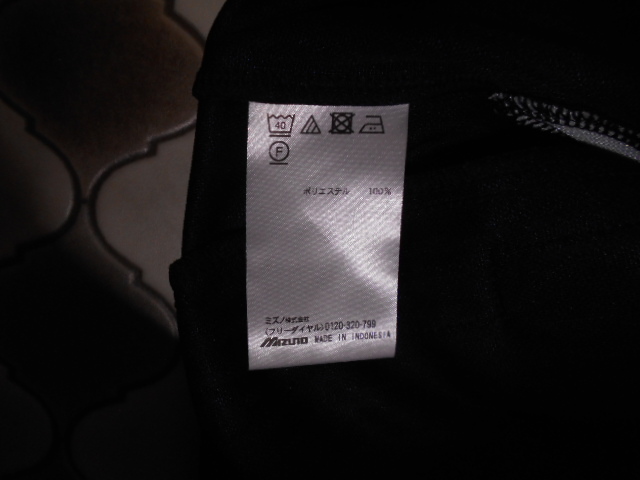 40
F
ポリエステル 100%
ミズノ株式会社
(フリーダイヤル)0120-320-799
MIZUNO MADE IN INDONESIA